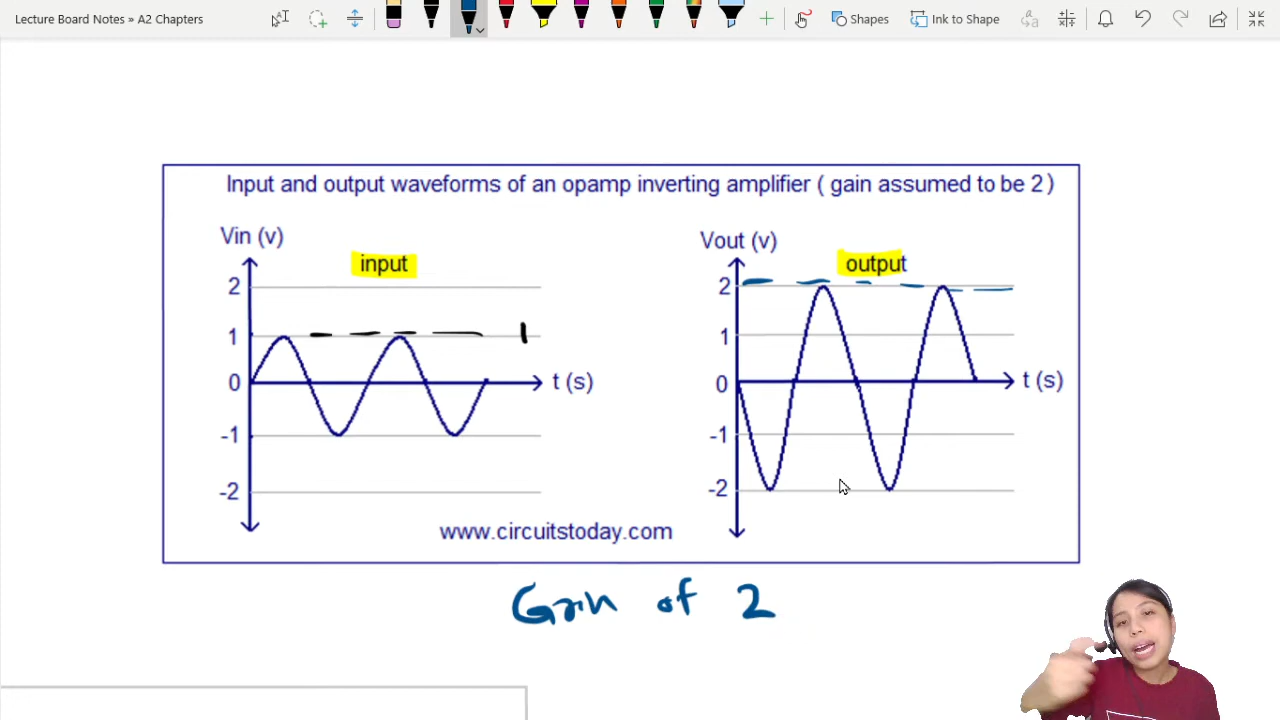 Lecture Board Notes » A2 Chapters
Shapes
Ink to Shape
Input and output waveforms of an opamp inverting amplifier ( gain assumed to be 2 )
Vin (v)
input
2
1
1
0
t (s)
-1
-2
Vout (v)
output
2
1
0
t (s)
-1
-2
www.circuitstoday.com
Gain of 2